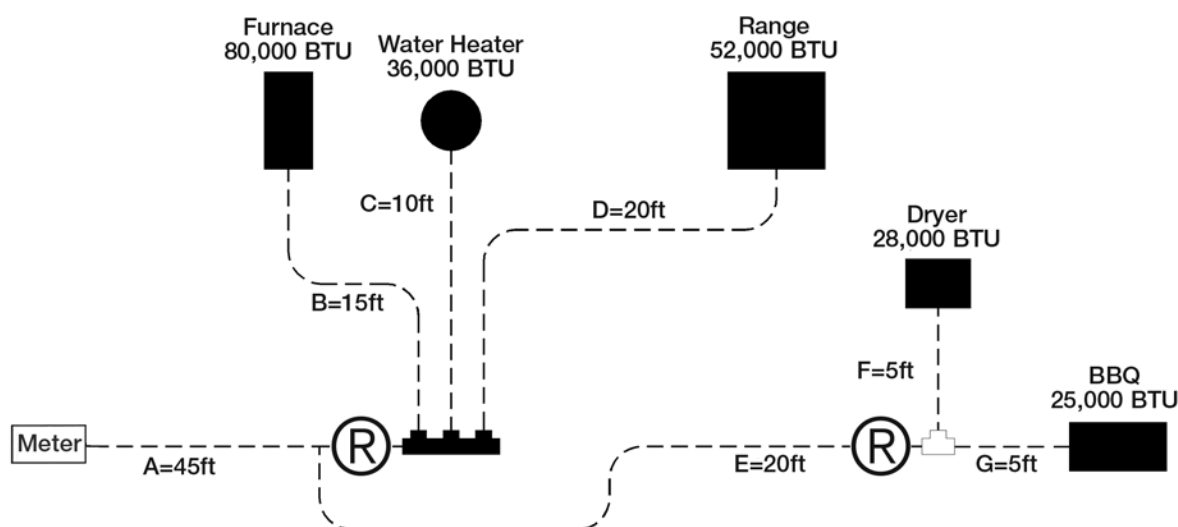 Furnace
80,000 BTU
Water Heater
36,000 BTU
Range
52,000 BTU
C=10ft
D=20ft
Dryer
28,000 BTU
B=15ft
F=5ft
BBQ
25,000 BTU
Meter
A=45ft
R
E=20ft
R
G=5ft